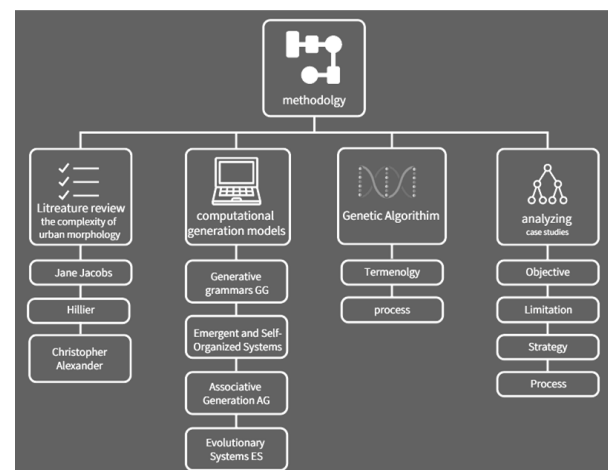 methodolgy
Litreature review
the complexity of
urban morphology
Jane Jacobs
Hillier
Christopher
Alexander
computational
generation models
Generative
grammars GG
Emergent and Self-
Organized Systems
Associative
Generation AG
Evolutionary
Systems ES
Genetic Algorithim
Termenolgy
process
analyzing
case studies
Objective
Limitation
Strategy
Process